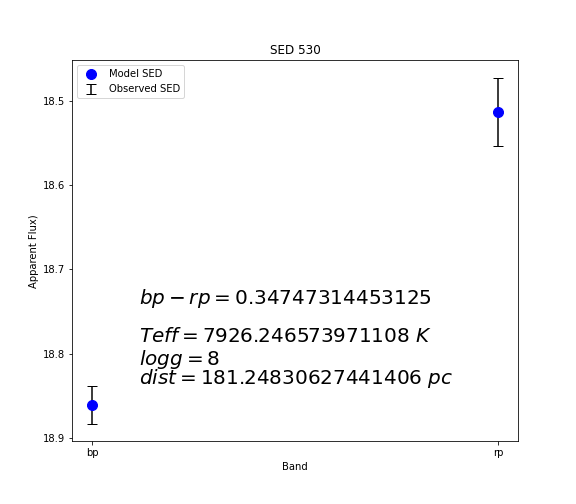 SED 530
Model SED
Observed SED
18.5
18.6
18.7
18.8
18.9
Apparent Flux)
bp − rp = 0.34747314453125
Teff = 7926.246573971108 K
logg = 8
dist = 181.24830627441406 pc
bp
rp
Band